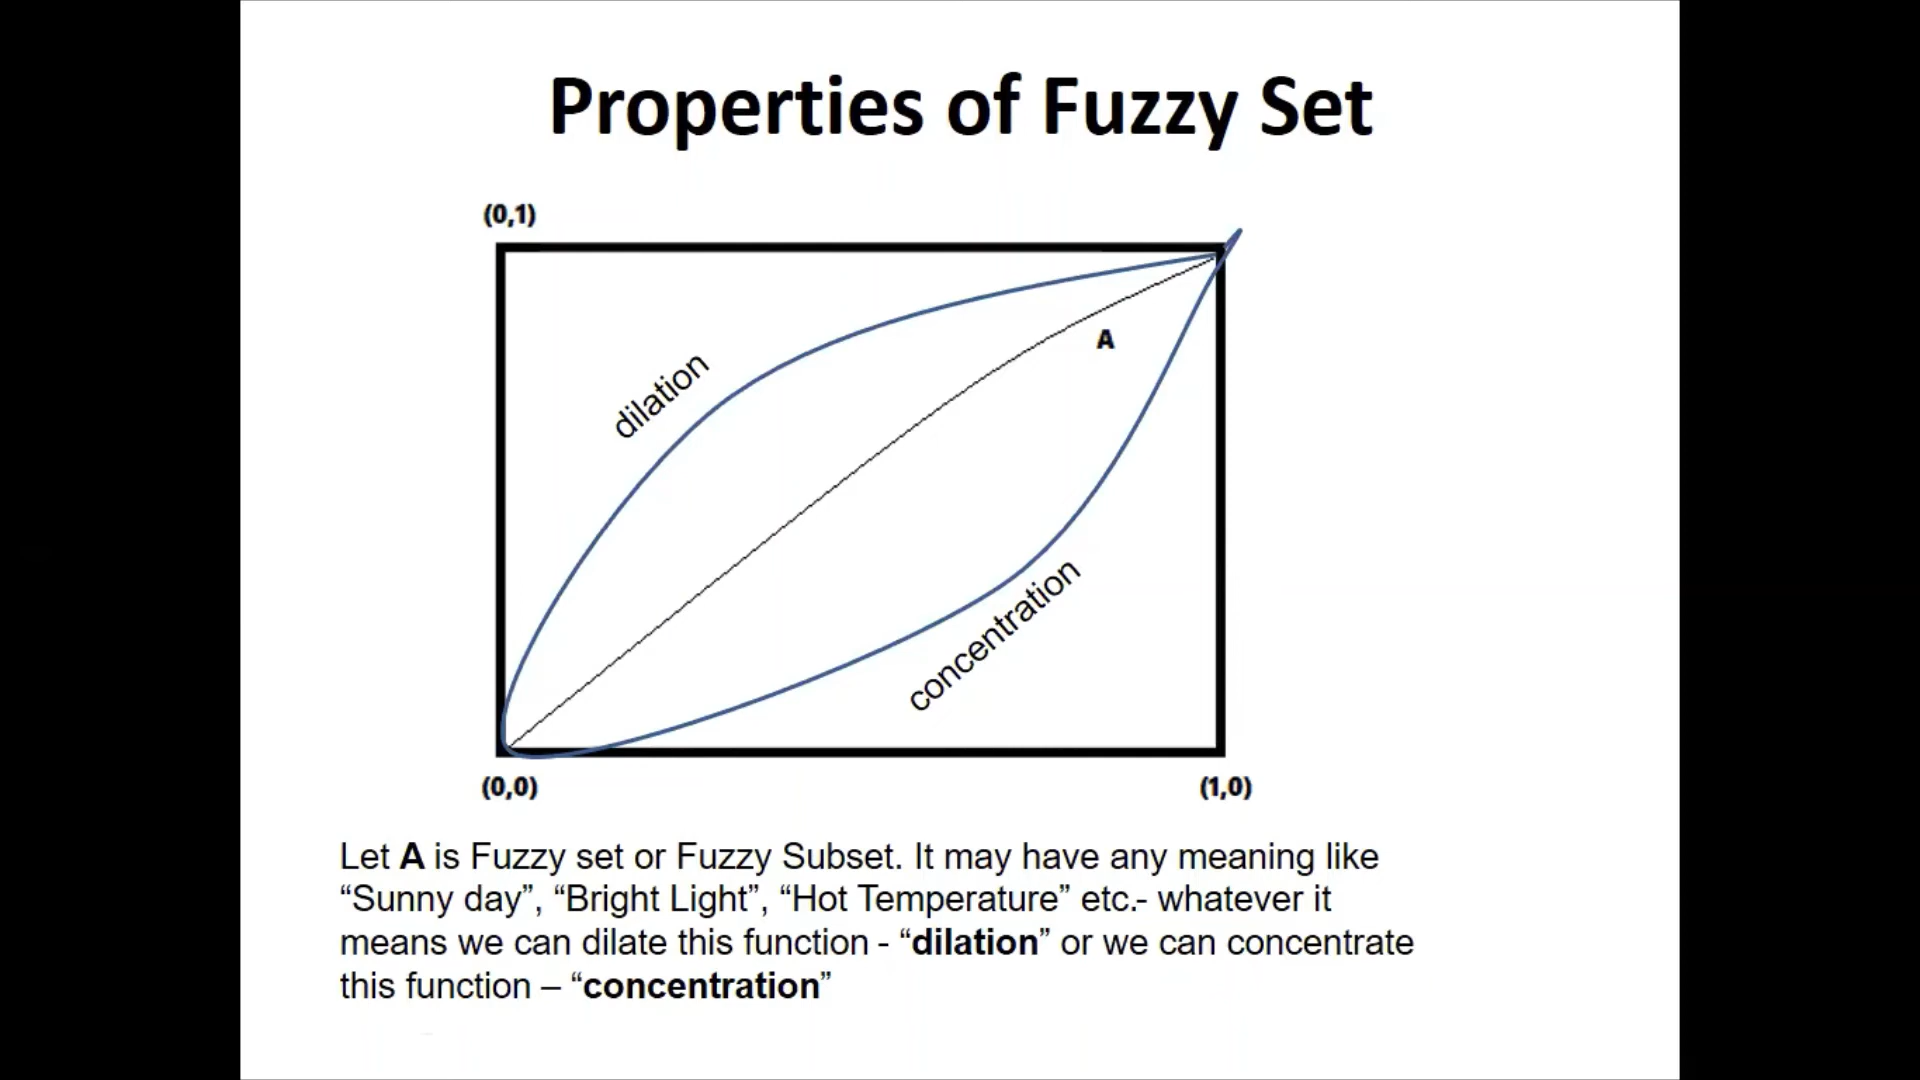 Properties of Fuzzy Set
(0,1)
A
dilation
concentration
(0,0)
(1,0)
Let A is Fuzzy set or Fuzzy Subset. It may have any meaning like
“Sunny day”, “Bright Light”, “Hot Temperature” etc.- whatever it
means we can dilate this function - “dilation” or we can concentrate
this function – “concentration”